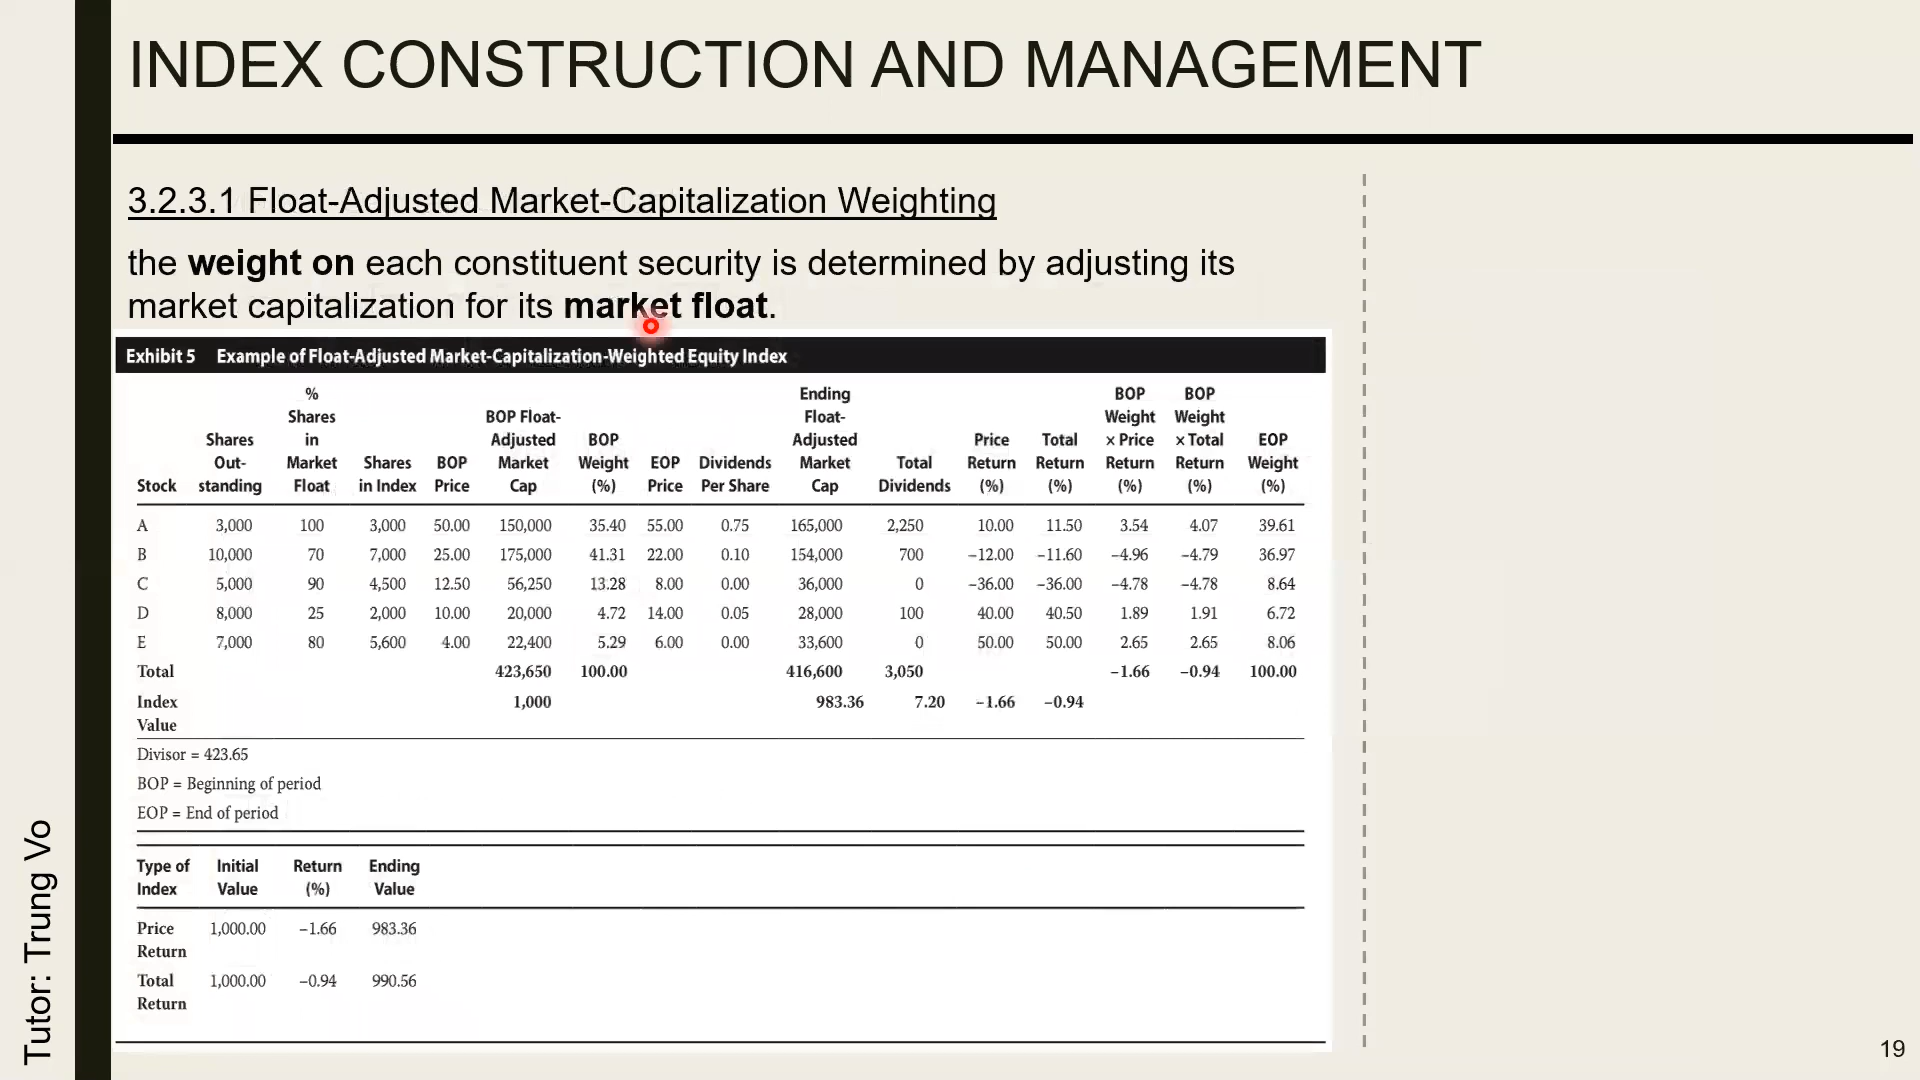 INDEX CONSTRUCTION AND MANAGEMENT
3.2.3.1 Float-Adjusted Market-Capitalization Weighting
the weight on each constituent security is determined by adjusting its
market capitalization for its market float.
Exhibit 5 Example of Float-Adjusted Market-Capitalization-Weighted Equity Index
% Ending BOP BOP
Shares BOP Float- Float- Weight Weight
Shares in Adjusted BOP Adjusted Price Total × Price × Total EOP
Out- Market Shares BOP Market Weight EOP Dividends Market Total Return Return Return Return Weight
Stock standing Float in Index Price Cap (%) Price Per Share Cap Dividends (%) (%) (%) (%) (%)
A 3,000 100 3,000 50.00 150,000 35.40 55.00 0.75 165,000 2,250 10.00 11.50 3.54 4.07 39.61
B 10,000 70 7,000 25.00 175,000 41.31 22.00 0.10 154,000 700 −12.00 −11.60 −4.96 −4.79 36.97
C 5,000 90 4,500 12.50 56,250 13.28 8.00 0.00 36,000 0 −36.00 −36.00 −4.78 −4.78 8.64
D 8,000 25 2,000 10.00 20,000 4.72 14.00 0.05 28,000 100 40.00 40.50 1.89 1.91 6.72
E 7,000 80 5,600 4.00 22,400 5.29 6.00 0.00 33,600 0 50.00 50.00 2.65 2.65 8.06
Total 423,650 100.00 416,600 3,050 −1.66 −0.94 100.00
Index 1,000 983.36 7.20 −1.66 −0.94
Value
Divisor = 423.65
BOP = Beginning of period
EOP = End of period
Type of Initial Return Ending
Index Value (%) Value
Price 1,000.00 −1.66 983.36
Return
Total 1,000.00 −0.94 990.56
Return
Tutor: Trung Vo
19